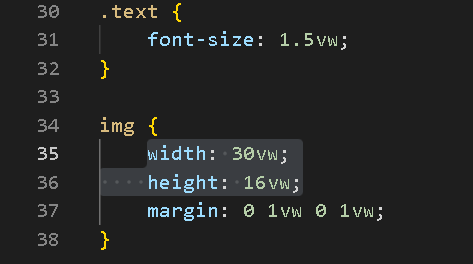 30 .text {
31     font-size: 1.5vw;
32 }
33
34 img {
35     width: 30vw;
36     height: 16vw;
37     margin: 0 1vw 0 1vw;
38 }